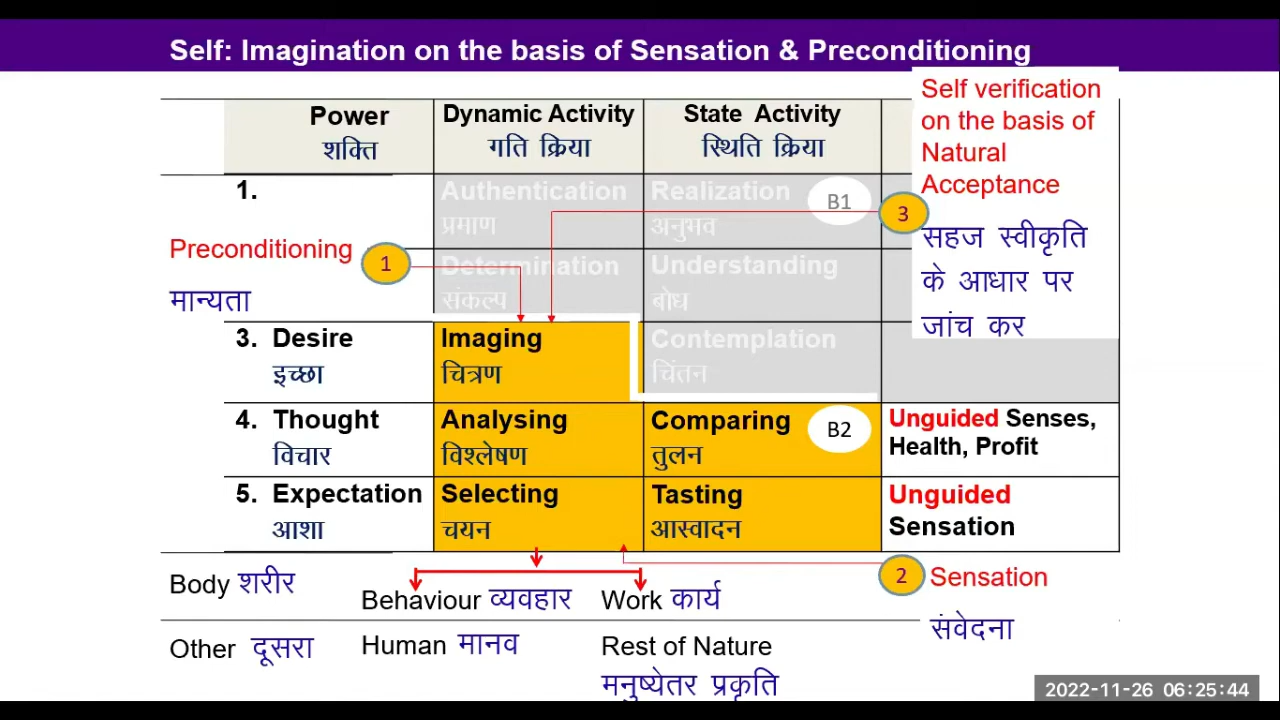 Self: Imagination on the basis of Sensation & Preconditioning
Power
शक्ति
Dynamic Activity
गति क्रिया
State Activity
स्थिति क्रिया
Self verification
on the basis of
Natural
Acceptance
सहज स्वीकृति
के आधार पर
जांच कर
3
1.
Authentication
प्रमाण
Realization
अनुभव
B1
Preconditioning
मान्यता
1
Determination
संकल्प
Understanding
बोध
3. Desire
इच्छा
Imaging
चित्रण
Contemplation
चिंतन
4. Thought
विचार
Analysing
विश्लेषण
Comparing
तुलन
B2
Unguided Senses,
Health, Profit
5. Expectation
आशा
Selecting
चयन
Tasting
आस्वादन
Unguided
Sensation
Body शरीर
Behaviour व्यवहार
Work कार्य
2
Sensation
संवेदना
Other दूसरा
Human मानव
Rest of Nature
मनुष्येतर प्रकृति
2022-11-26 06:25:44